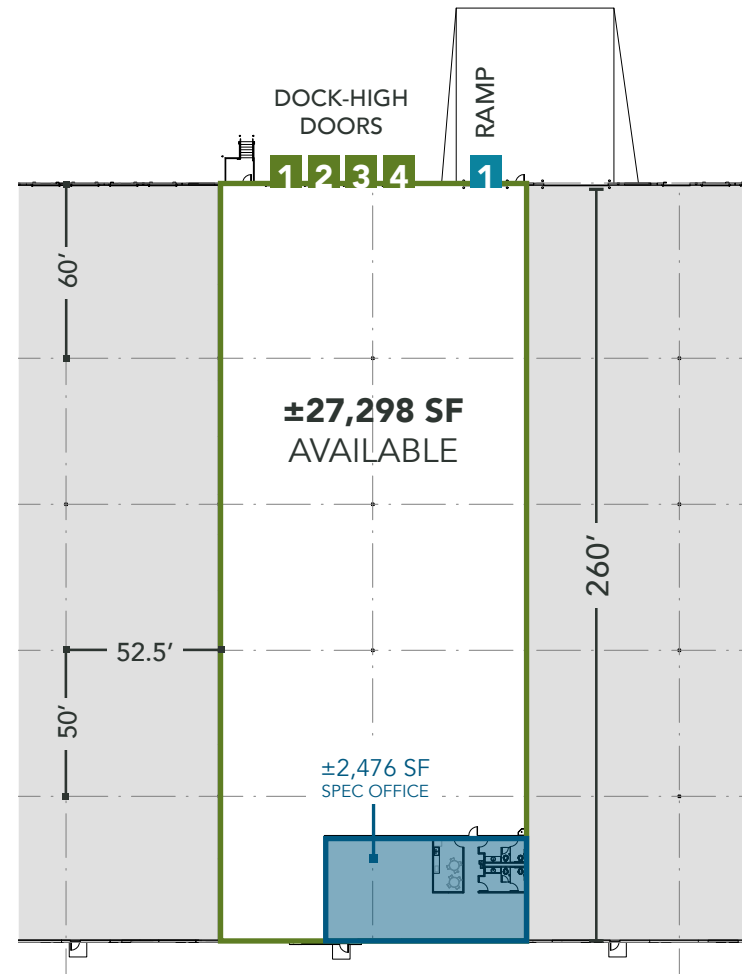 DOCK-HIGH
DOORS
RAMP
1 2 3 4
1
60′
±27,298 SF
AVAILABLE
260′
52.5′
50′
±2,476 SF
SPEC OFFICE